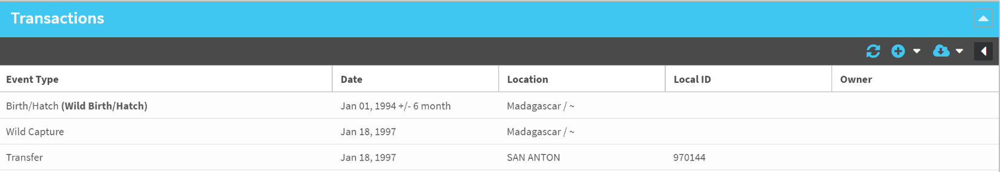 Transactions
Event Type Date Location Local ID Owner
Birth/Hatch (Wild Birth/Hatch) Jan 01, 1994 +/- 6 month Madagascar / ~
Wild Capture Jan 18, 1997 Madagascar / ~
Transfer Jan 18, 1997 SAN ANTON 970144